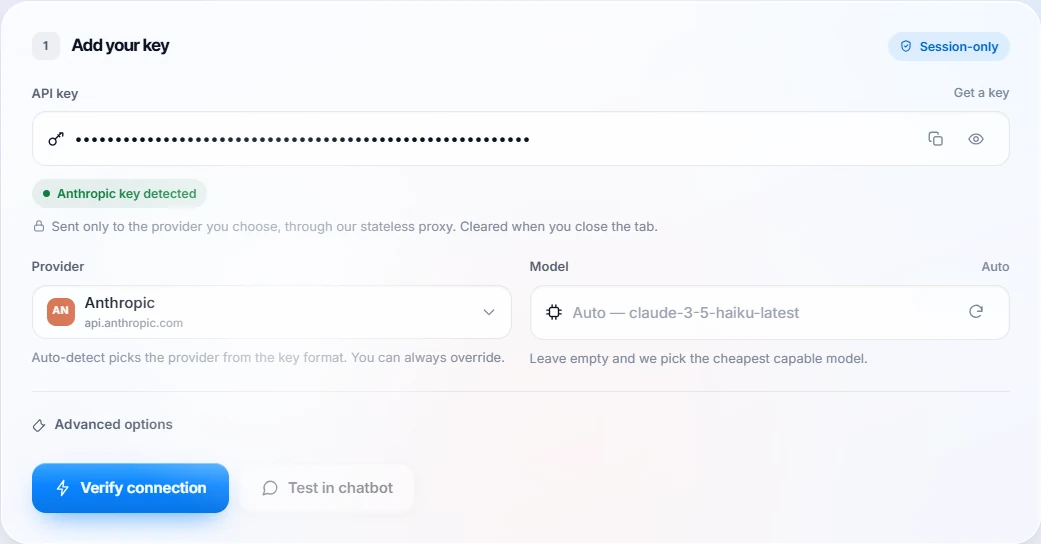 1 Add your key Session-only
API key Get a key
••••••••••••••••••••••••••••••••••••••••••••••••••••••••••
Anthropic key detected
Sent only to the provider you choose, through our stateless proxy. Cleared when you close the tab.
Provider Model Auto
AN Anthropic
api.anthropic.com
Auto — claude-3-5-haiku-latest
Auto-detect picks the provider from the key format. You can always override.
Leave empty and we pick the cheapest capable model.
Advanced options
Verify connection Test in chatbot